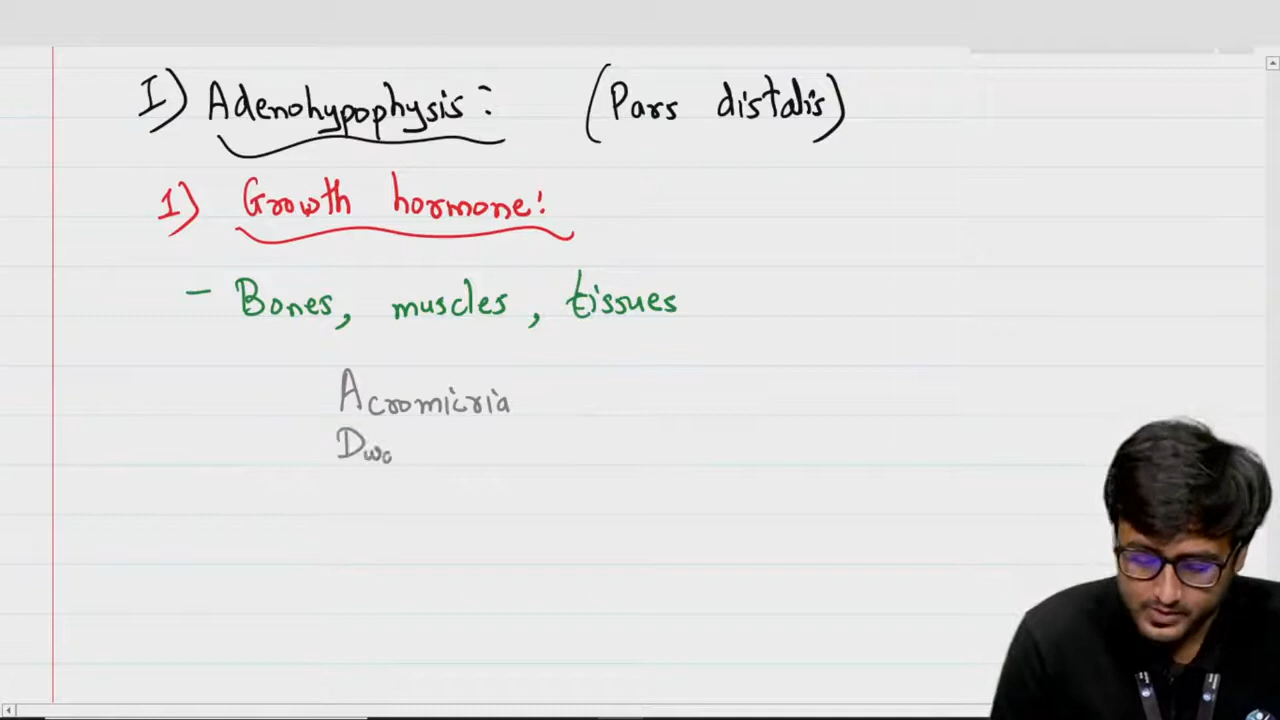 I) Adenohypophysis: (Pars distalis)
1) Growth hormone:
- Bones, muscles, tissues
Acromicria
Dwa